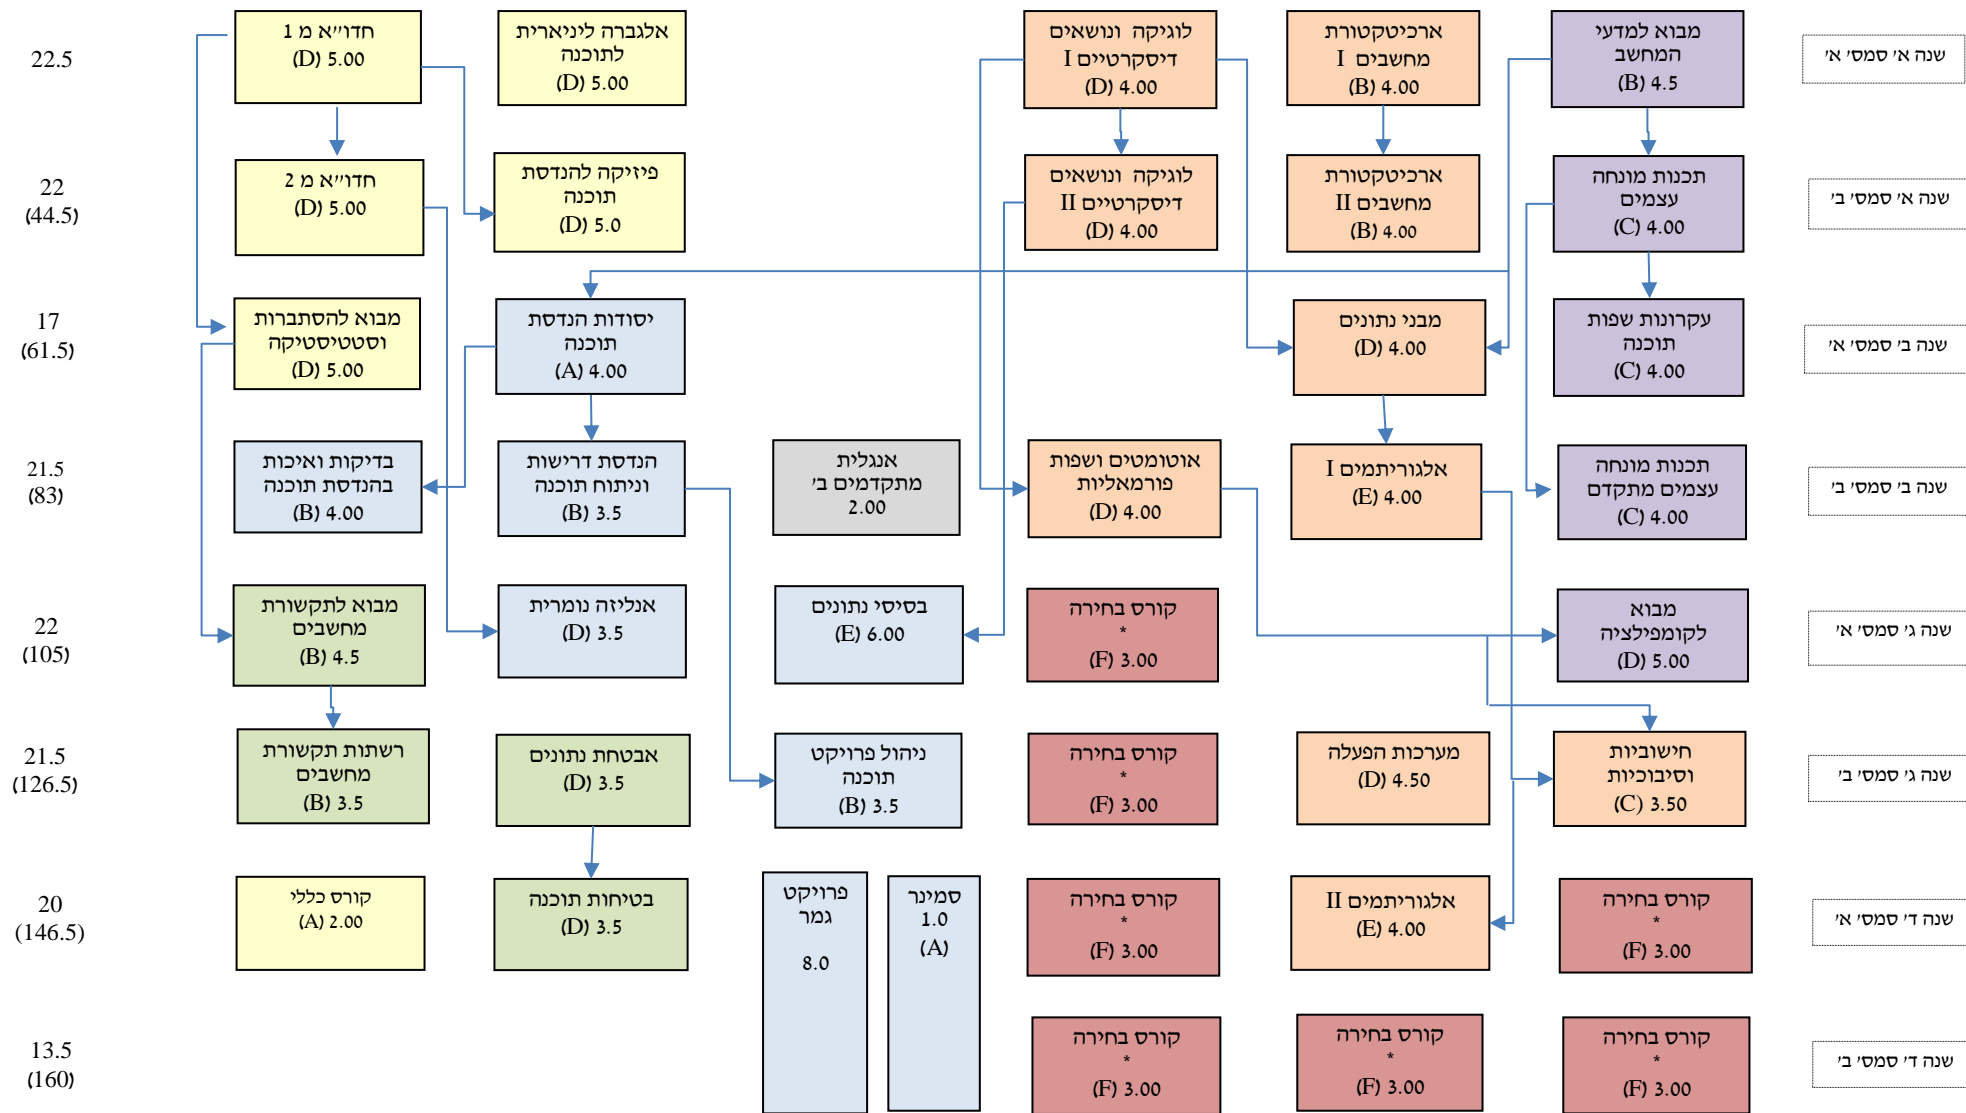 שנה א׳ סמס׳ א׳
מבוא למדעי
המחשב
4.5 (B)
ארכיטקטורת
מחשבים I
4.00 (B)
לוגיקה ונושאים
דיסקרטיים I
4.00 (D)
אלגברה ליניארית
לתוכנה
5.00 (D)
חדו״א מ 1
5.00 (D)
22.5
שנה א׳ סמס׳ ב׳
תכנות מונחה
עצמים
4.00 (C)
ארכיטקטורת
מחשבים II
4.00 (B)
לוגיקה ונושאים
דיסקרטיים II
4.00 (D)
פיזיקה להנדסת
תוכנה
5.0 (D)
חדו״א מ 2
5.00 (D)
22
(44.5)
שנה ב׳ סמס׳ א׳
עקרונות שפות
תוכנה
4.00 (C)
מבני נתונים
4.00 (D)
יסודות הנדסת
תוכנה
4.00 (A)
מבוא להסתברות
וסטטיסטיקה
5.00 (D)
17
(61.5)
שנה ב׳ סמס׳ ב׳
תכנות מונחה
עצמים מתקדם
4.00 (C)
אלגוריתמים I
4.00 (E)
אוטומטים ושפות
פורמאליות
4.00 (D)
אנגלית
מתקדמים ב׳
2.00
הנדסת דרישות
וניתוח תוכנה
3.5 (B)
בדיקות ואיכות
בהנדסת תוכנה
4.00 (B)
21.5
(83)
שנה ג׳ סמס׳ א׳
מבוא
לקומפילציה
5.00 (D)
קורס בחירה
*
3.00 (F)
בסיסי נתונים
6.00 (E)
אנליזה נומרית
3.5 (D)
מבוא לתקשורת
מחשבים
4.5 (B)
22
(105)
שנה ג׳ סמס׳ ב׳
חישוביות
וסיבוכיות
3.50 (C)
מערכות הפעלה
4.50 (D)
קורס בחירה
*
3.00 (F)
ניהול פרויקט
תוכנה
3.5 (B)
אבטחת נתונים
3.5 (D)
רשתות תקשורת
מחשבים
3.5 (B)
21.5
(126.5)
שנה ד׳ סמס׳ א׳
קורס בחירה
*
3.00 (F)
אלגוריתמים II
4.00 (E)
קורס בחירה
*
3.00 (F)
סמינר
1.0
(A)
פרויקט
גמר
8.0
בטיחות תוכנה
3.5 (D)
קורס כללי
2.00 (A)
20
(146.5)
שנה ד׳ סמס׳ ב׳
קורס בחירה
*
3.00 (F)
קורס בחירה
*
3.00 (F)
קורס בחירה
*
3.00 (F)
13.5
(160)